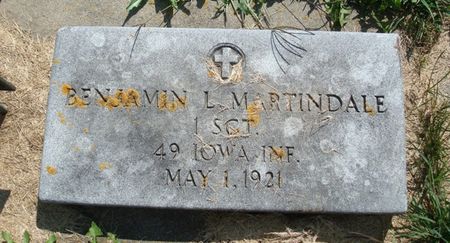 BENJAMIN L. MARTINDALE
1 SGT.
49 IOWA INF.
MAY 1, 1921